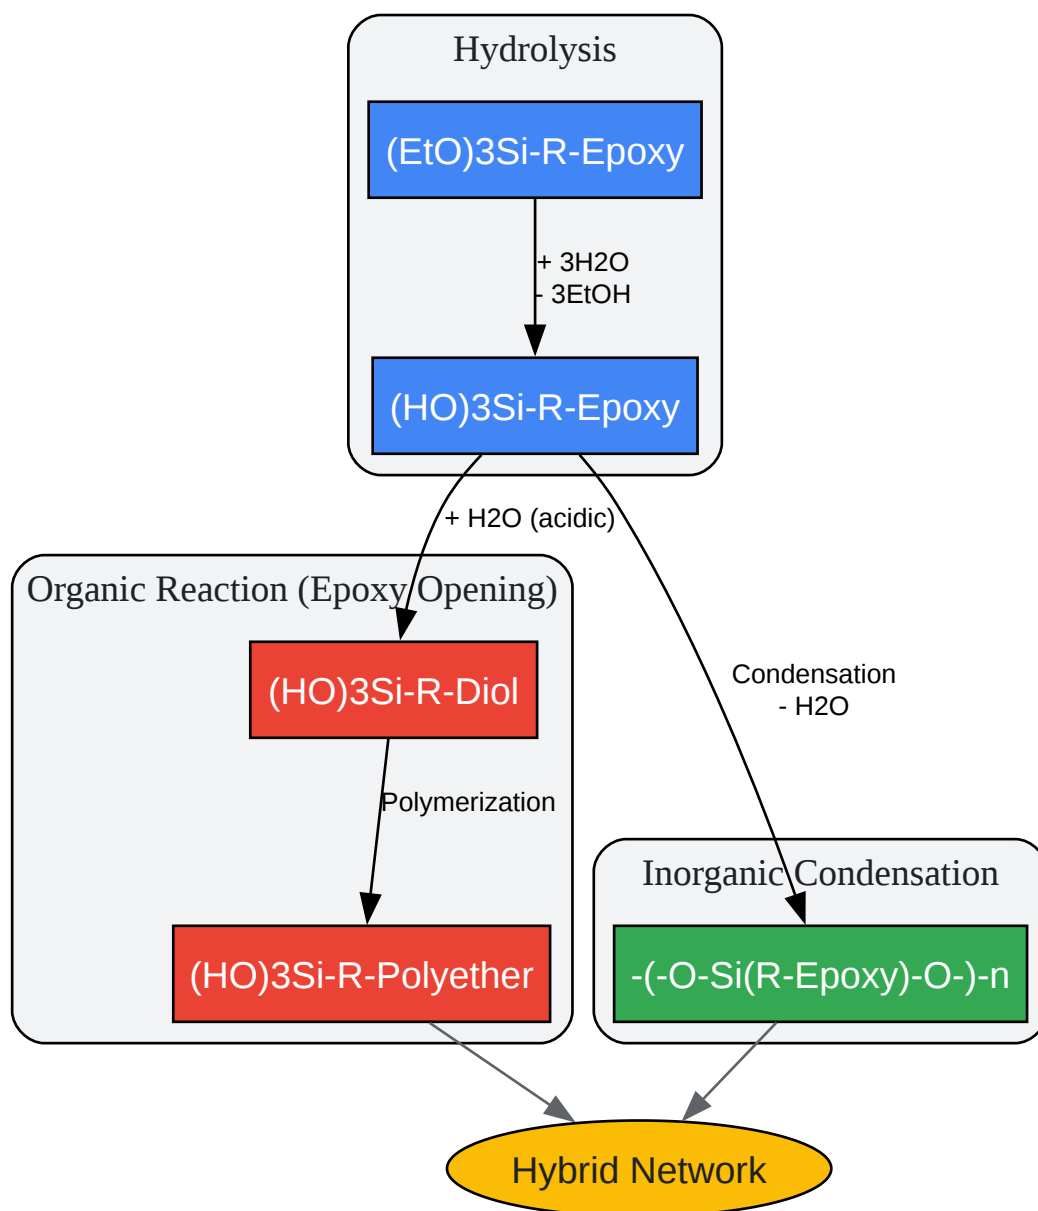 Hydrolysis
(EtO)3Si-R-Epoxy
+ 3H2O
- 3EtOH
(HO)3Si-R-Epoxy
+ H2O (acidic)
Organic Reaction (Epoxy Opening)
(HO)3Si-R-Diol
Condensation
- H2O
Polymerization
Inorganic Condensation
(HO)3Si-R-Polyether
-(-O-Si(R-Epoxy)-O-)-n
Hybrid Network